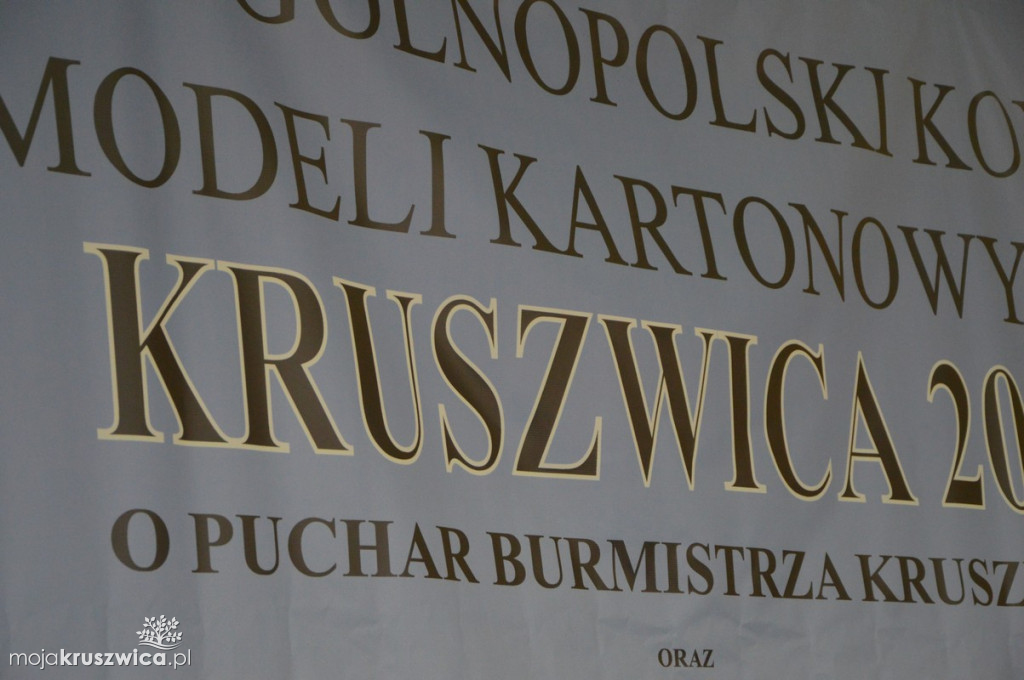 GÓLNOPOLSKI KO
MODELI KARTONOWY
KRUSZWICA 20
O PUCHAR BURMISTRZA KRUSZ
ORAZ
mojakruszwica.pl